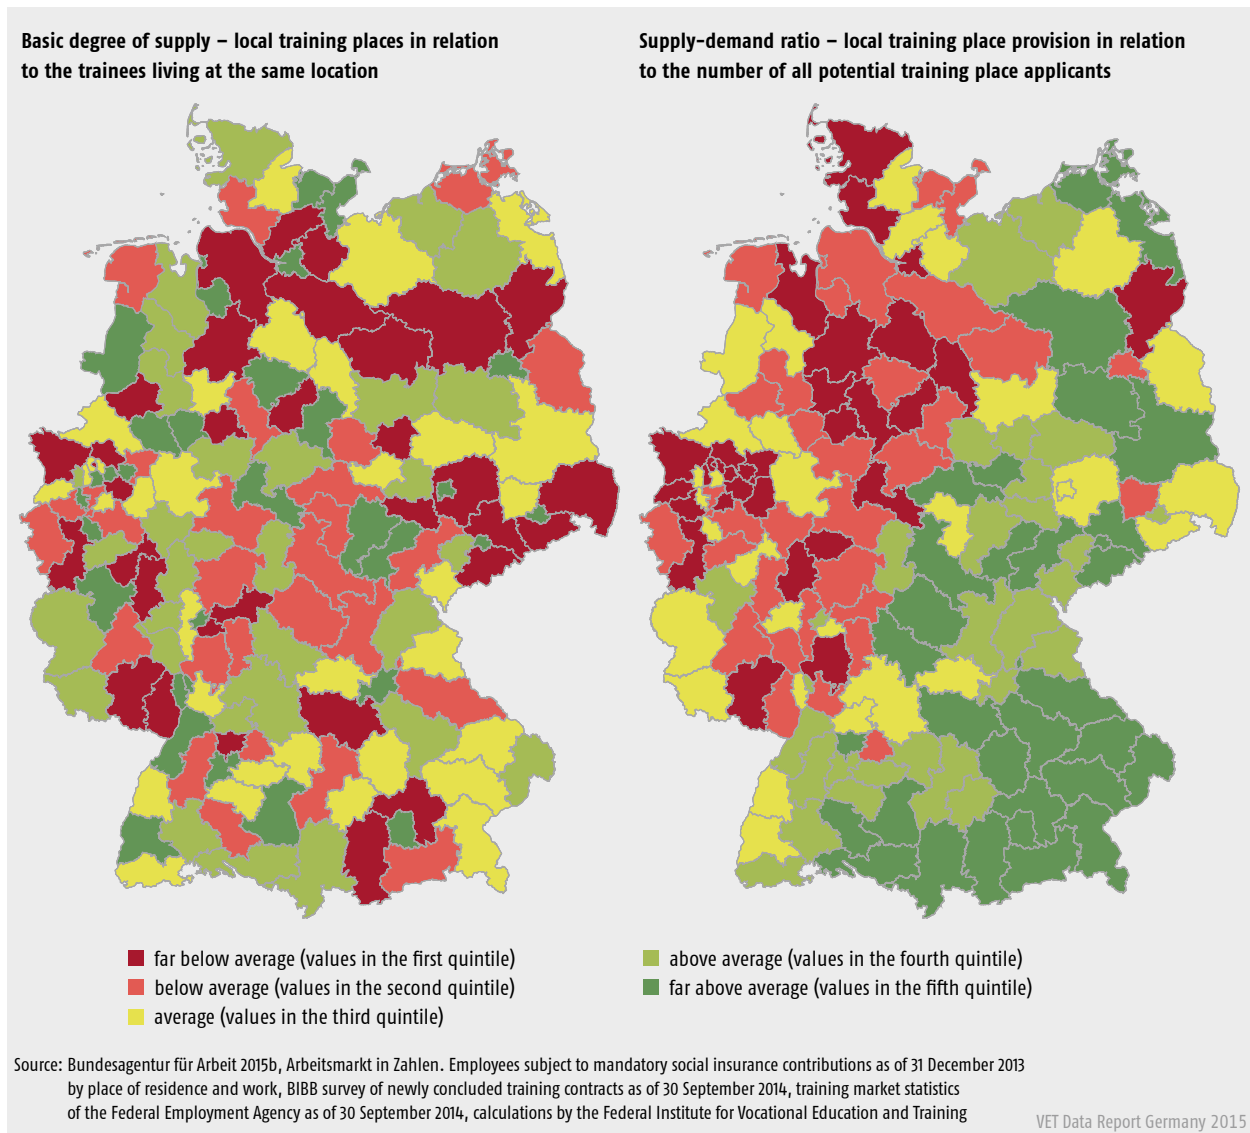 Basic degree of supply – local training places in relation
to the trainees living at the same location
Supply-demand ratio – local training place provision in relation
to the number of all potential training place applicants
far below average (values in the first quintile)
below average (values in the second quintile)
average (values in the third quintile)
above average (values in the fourth quintile)
far above average (values in the fifth quintile)
Source: Bundesagentur für Arbeit 2015b, Arbeitsmarkt in Zahlen. Employees subject to mandatory social insurance contributions as of 31 December 2013
by place of residence and work, BIBB survey of newly concluded training contracts as of 30 September 2014, training market statistics
of the Federal Employment Agency as of 30 September 2014, calculations by the Federal Institute for Vocational Education and Training
VET Data Report Germany 2015